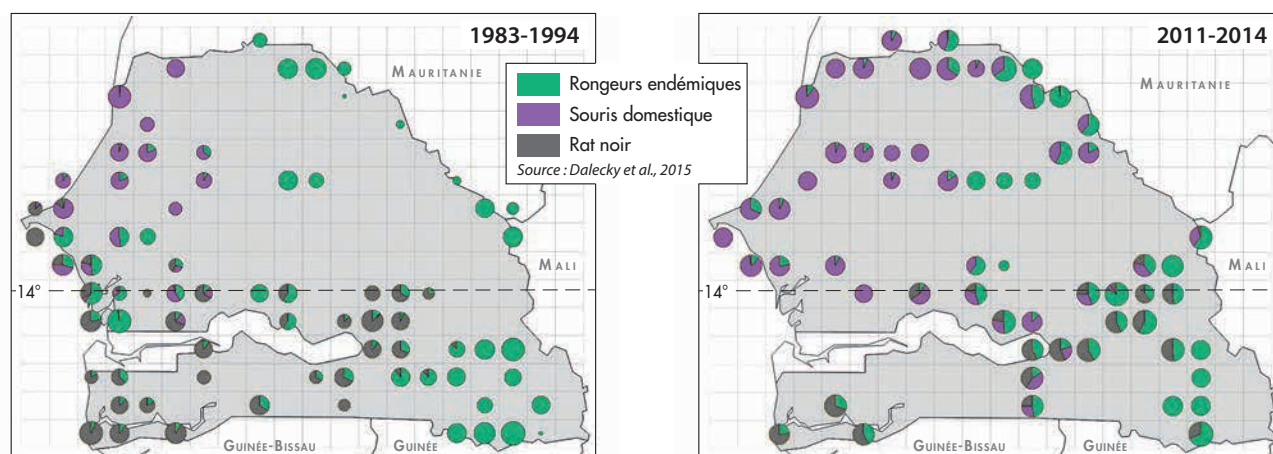 1983-1994
MAURITANIE
MALI
14°
GUINÉE-BISSAU
GUINÉE
Rongeurs endémiques
Souris domestique
Rat noir
Source : Dalecky et al., 2015
2011-2014
MAURITANIE
MALI
14°
GUINÉE-BISSAU
GUINÉE